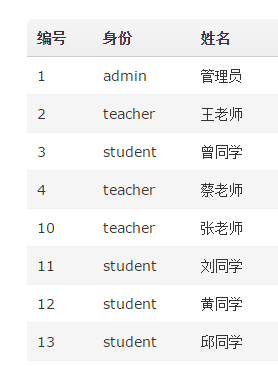 编号 身份 姓名
1 admin 管理员
2 teacher 王老师
3 student 曾同学
4 teacher 蔡老师
10 teacher 张老师
11 student 刘同学
12 student 黄同学
13 student 邱同学